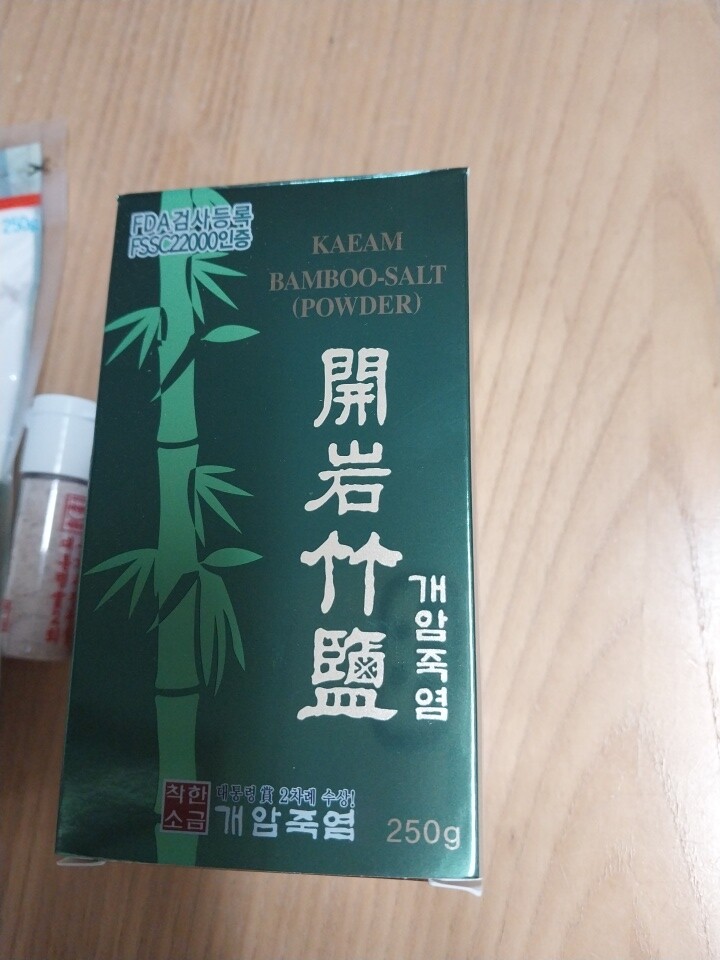 FDA검사등록
FSSC22000인증
KAEAM
BAMBOO-SALT
(POWDER)
開岩竹鹽
개암죽염
착한
소금
대통령賞 2차례 수상!
개암죽염
250g
250g